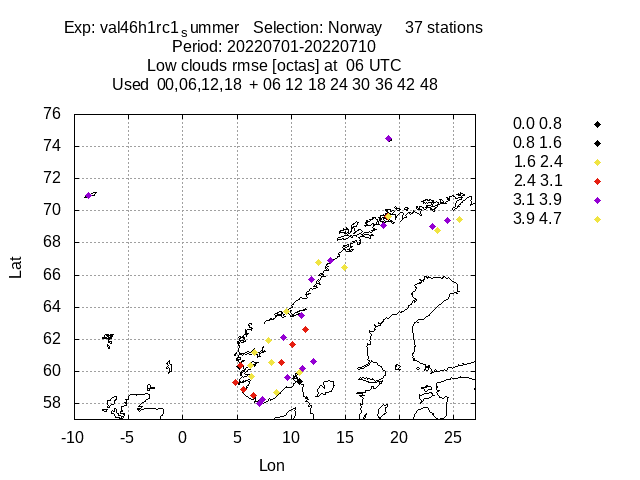 Exp: val46h1rc1summer   Selection: Norway     37 stations
Period: 20220701-20220710
Low clouds rmse [octas] at  06 UTC
Used  00,06,12,18  + 06 12 18 24 30 36 42 48
76
74
72
70
68
66
64
62
60
58
Lat
-10 -5 0 5 10 15 20 25
Lon
0.0 0.8
0.8 1.6
1.6 2.4
2.4 3.1
3.1 3.9
3.9 4.7